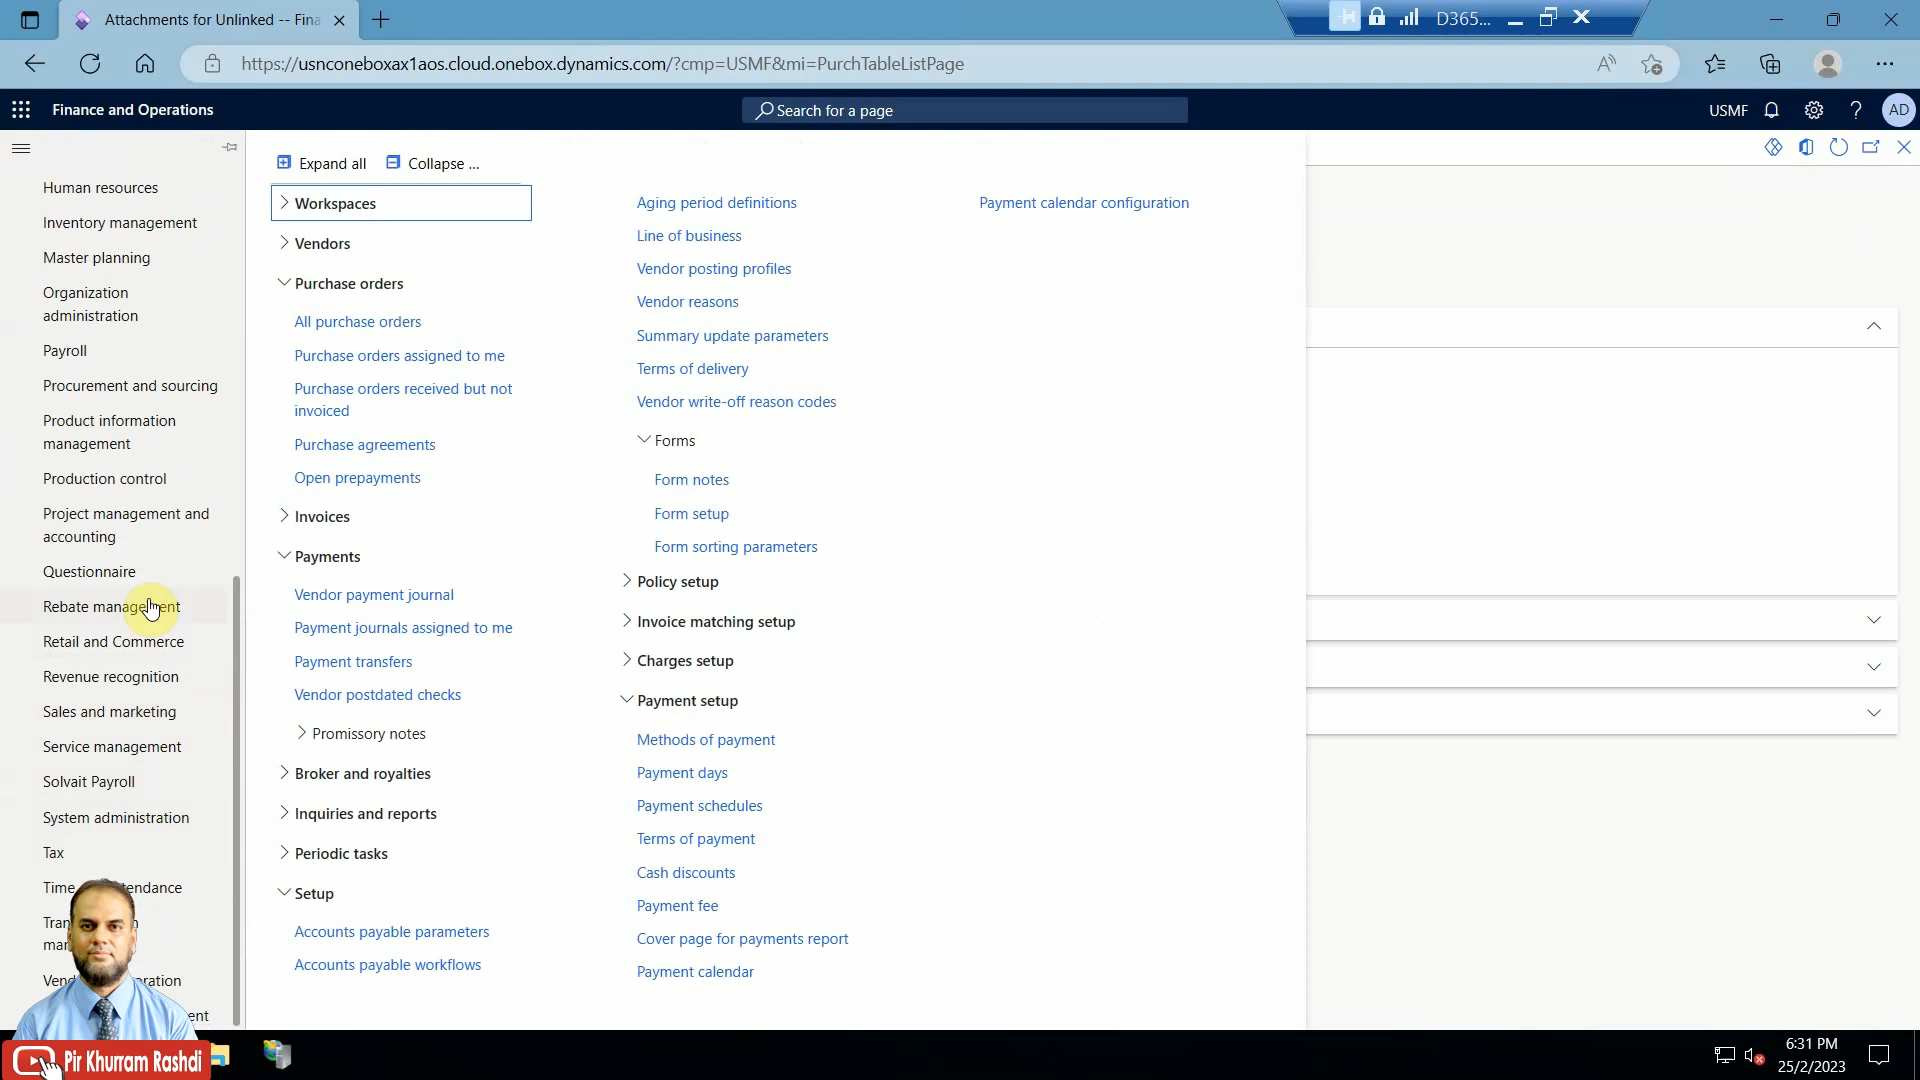 Attachments for Unlinked -- Fina
D365...
https://usnconeboxax1aos.cloud.onebox.dynamics.com/?cmp=USMF&mi=PurchTableListPage
Finance and Operations
Search for a page
USMF
AD
Human resources
Inventory management
Master planning
Organization
administration
Payroll
Procurement and sourcing
Product information
management
Production control
Project management and
accounting
Questionnaire
Rebate management
Retail and Commerce
Revenue recognition
Sales and marketing
Service management
Solvait Payroll
System administration
Tax
Time
Expand all
Collapse ...
Workspaces
Vendors
Purchase orders
All purchase orders
Purchase orders assigned to me
Purchase orders received but not
invoiced
Purchase agreements
Open prepayments
Invoices
Payments
Vendor payment journal
Payment journals assigned to me
Payment transfers
Vendor postdated checks
Promissory notes
Broker and royalties
Inquiries and reports
Periodic tasks
Setup
Accounts payable parameters
Accounts payable workflows
Aging period definitions
Line of business
Vendor posting profiles
Vendor reasons
Summary update parameters
Terms of delivery
Vendor write-off reason codes
Forms
Form notes
Form setup
Form sorting parameters
Policy setup
Invoice matching setup
Charges setup
Payment setup
Methods of payment
Payment days
Payment schedules
Terms of payment
Cash discounts
Payment fee
Cover page for payments report
Payment calendar
Payment calendar configuration
Pir Khurram Rashdi
6:31 PM
25/2/2023